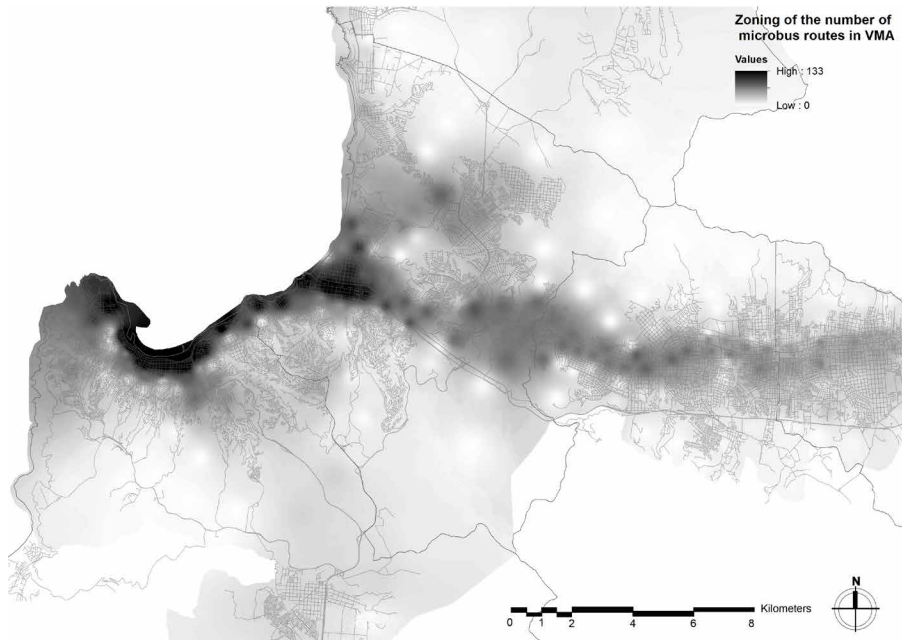 Zoning of the number of
microbus routes in VMA
Values
High : 133
Low : 0
N
Kilometers
0 1 2 4 6 8